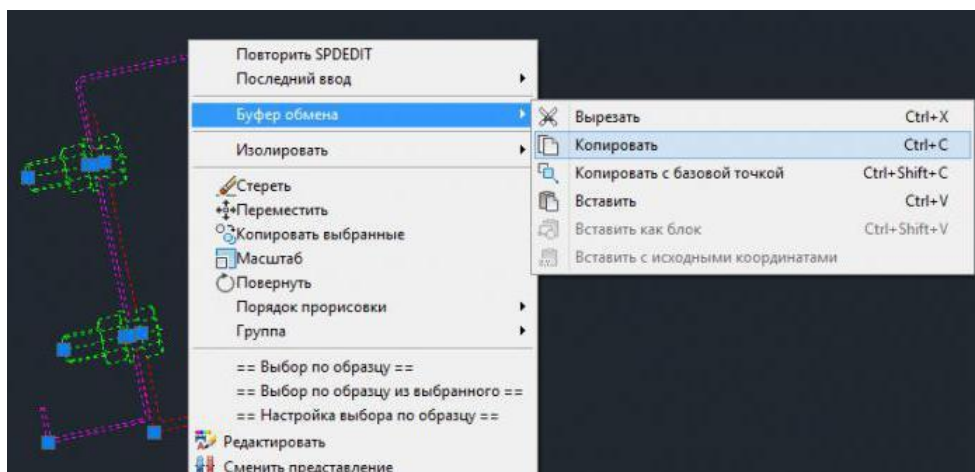 Повторить SPDEDIT
Последний ввод
Буфер обмена
Изолировать
Стереть
Переместить
Копировать выбранные
Масштаб
Повернуть
Порядок прорисовки
Группа
== Выбор по образцу ==
== Выбор по образцу из выбранного ==
== Настройка выбора по образцу ==
Редактировать
Сменить представление
Вырезать Ctrl+X
Копировать Ctrl+C
Копировать с базовой точкой Ctrl+Shift+C
Вставить Ctrl+V
Вставить как блок Ctrl+Shift+V
Вставить с исходными координатами